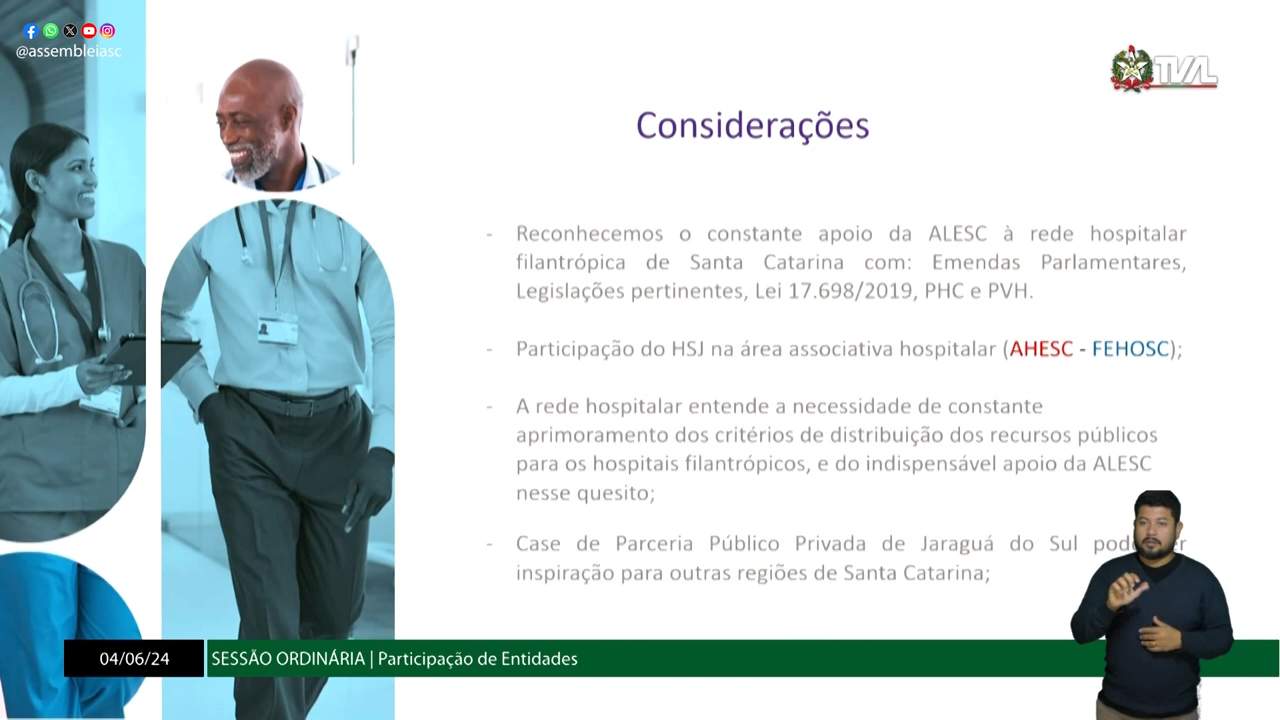 @assembleiasc
TVAL
Considerações
- Reconhecemos o constante apoio da ALESC à rede hospitalar
filantrópica de Santa Catarina com: Emendas Parlamentares,
Legislações pertinentes, Lei 17.698/2019, PHC e PVH.
- Participação do HSJ na área associativa hospitalar (AHESC - FEHOSC);
- A rede hospitalar entende a necessidade de constante
aprimoramento dos critérios de distribuição dos recursos públicos
para os hospitais filantrópicos, e do indispensável apoio da ALESC
nesse quesito;
- Case de Parceria Público Privada de Jaraguá do Sul
inspiração para outras regiões de Santa Catarina;
04/06/24
SESSÃO ORDINÁRIA | Participação de Entidades